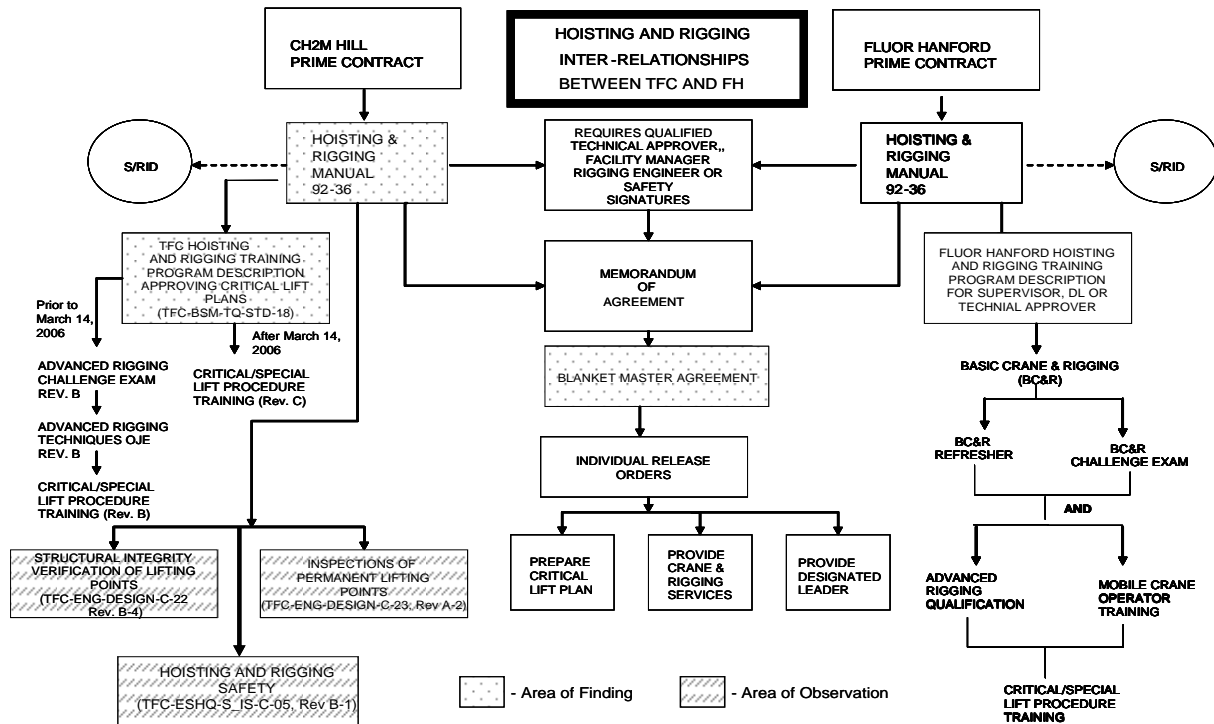 CH2M HILL
PRIME CONTRACT
HOISTING AND RIGGING
INTER-RELATIONSHIPS
BETWEEN TFC AND FH
FLUOR HANFORD
PRIME CONTRACT
S/RID
HOISTING &
RIGGING
MANUAL
92-36
REQUIRES QUALIFIED
TECHNICAL APPROVER,,
FACILITY MANAGER
RIGGING ENGINEER OR
SAFETY
SIGNATURES
HOISTING &
RIGGING
MANUAL
92-36
S/RID
TFC HOISTING
AND RIGGING TRAINING
PROGRAM DESCRIPTION
APPROVING CRITICAL LIFT
PLANS
(TFC-BSM-TQ-STD-18)
MEMORANDUM
OF
AGREEMENT
FLUOR HANFORD HOISTING
AND RIGGING TRAINING
PROGRAM DESCRIPTION
FOR SUPERVISOR, DL OR
TECHNIAL APPROVER
Prior to
March 14,
2006
After March 14,
2006
ADVANCED RIGGING
CHALLENGE EXAM
REV. B
CRITICAL/SPECIAL
LIFT PROCEDURE
TRAINING (Rev. C)
BLANKET MASTER AGREEMENT
BASIC CRANE & RIGGING
(BC&R)
ADVANCED RIGGING
TECHNIQUES OJE
REV. B
INDIVIDUAL RELEASE
ORDERS
BC&R
REFRESHER
BC&R
CHALLENGE EXAM
CRITICAL/SPECIAL
LIFT PROCEDURE
TRAINING (Rev. B)
AND
STRUCTURAL INTEGRITY
VERIFICATION OF LIFTING
POINTS
(TFC-ENG-DESIGN-C-22
Rev. B-4)
INSPECTIONS OF
PERMANENT LIFTING
POINTS
(TFC-ENG-DESIGN-C-23, Rev A-2)
PREPARE
CRITICAL
LIFT PLAN
PROVIDE
CRANE &
RIGGING
SERVICES
PROVIDE
DESIGNATED
LEADER
ADVANCED
RIGGING
QUALIFICATION
MOBILE CRANE
OPERATOR
TRAINING
HOISTING AND RIGGING
SAFETY
(TFC-ESHQ-S_IS-C-05, Rev B-1)
- Area of Finding
- Area of Observation
CRITICAL/SPECIAL
LIFT PROCEDURE
TRAINING